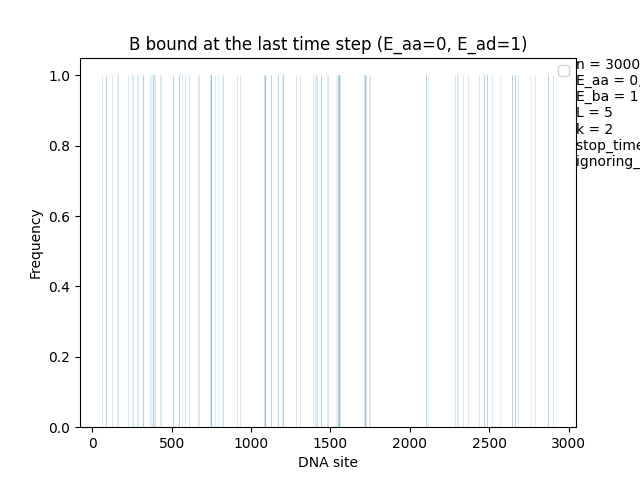 B bound at the last time step (E_aa=0, E_ad=1)
n = 3000
E_aa = 0,
E_ba = 1
L = 5
k = 2
stop_time
ignoring_
1.0
0.8
0.6
0.4
0.2
0.0
Frequency
0 500 1000 1500 2000 2500 3000
DNA site